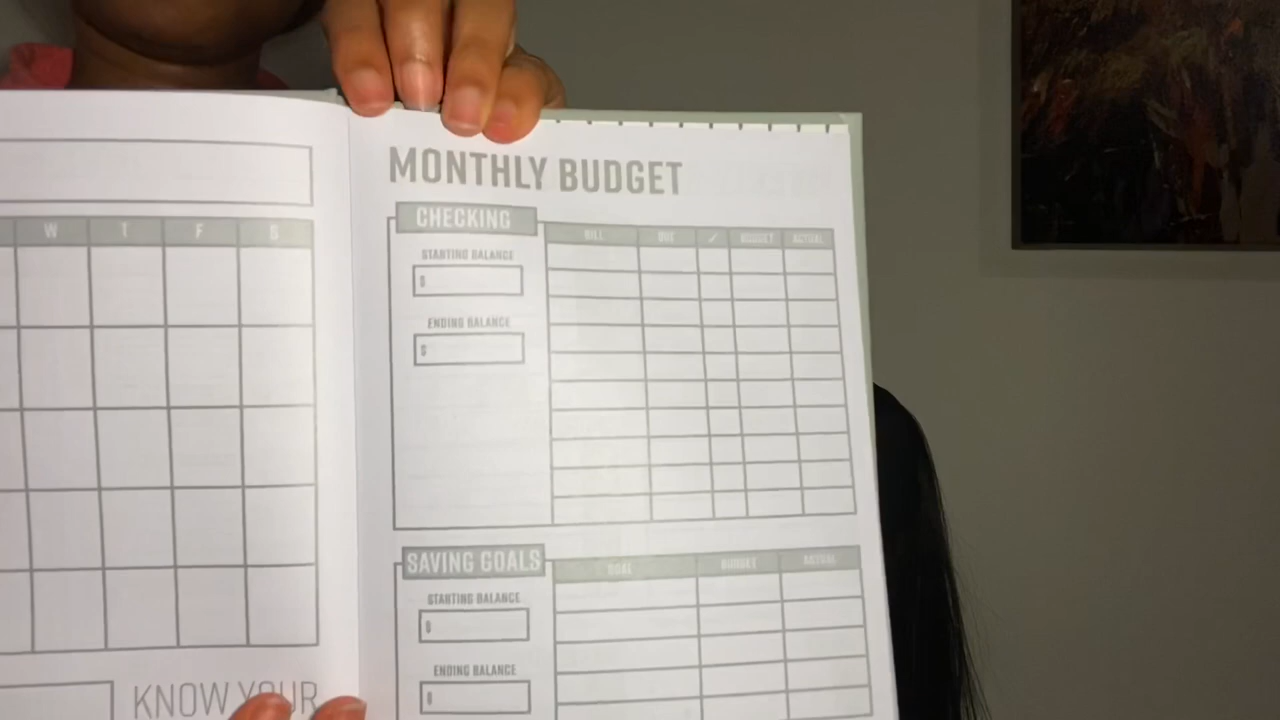 W T F S
KNOW YOUR
MONTHLY BUDGET
CHECKING
STARTING BALANCE
$
ENDING BALANCE
$
BILL DUE ✓ BUDGET ACTUAL
SAVING GOALS
STARTING BALANCE
$
ENDING BALANCE
$
GOAL BUDGET ACTUAL